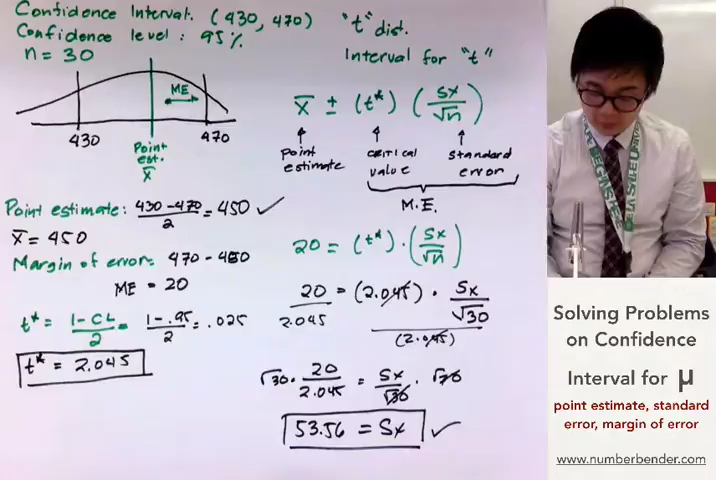 Confidence Interval: (430, 470)
Confidence level: 95%
n = 30
"t" dist.
Interval for "t"
ME
430
470
Point
est.
x̄
x̄ ± (t*) (Sx/√n)
point
estimate
critical
value
standard
error
M.E.
Point estimate: (430-470)/2 = 450 ✓
x̄ = 450
Margin of error: 470 - 450
ME = 20
t* = (1-CL)/2 = (1-.95)/2 = .025
t* = 2.045
20 = (t*) · (Sx/√n)
20/2.045 = (2.045) · Sx/√30
(2.045)
√30 · 20/2.045 = Sx/√30 · √30
53.56 = Sx ✓
Solving Problems
on Confidence
Interval for μ
point estimate, standard
error, margin of error
www.numberbender.com